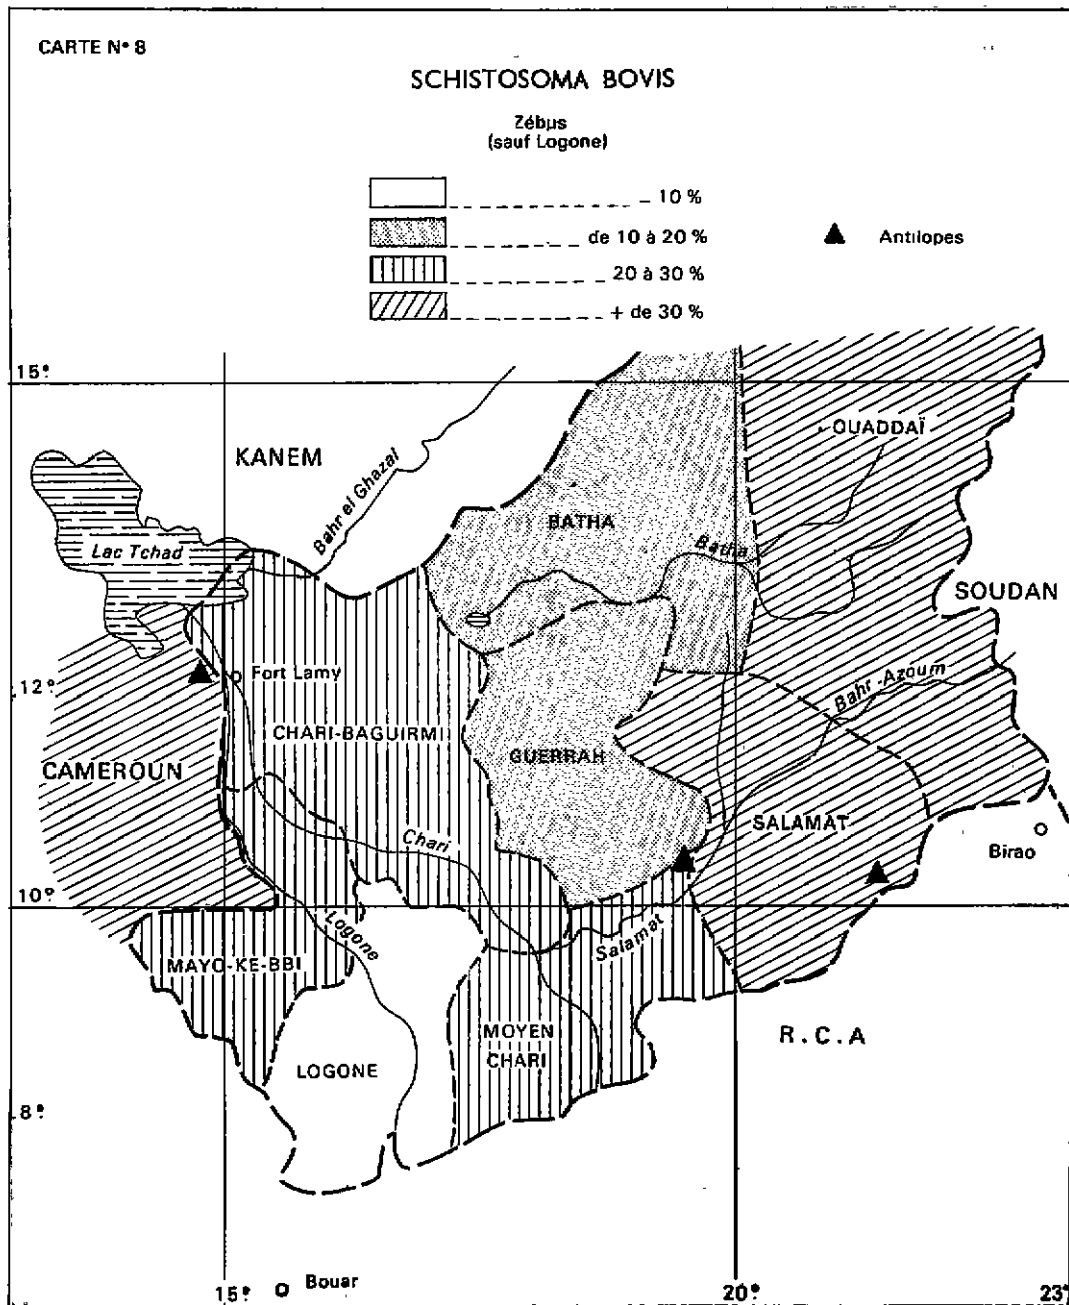 CARTE N° 8
SCHISTOSOMA BOVIS
Zébus
(sauf Logone)
_ 10 %
de 10 à 20 %
20 à 30 %
+ de 30 %
Antilopes
15°
KANEM
Bahr el Ghazal
Lac Tchad
BATHA
Batha
OUADDAÏ
SOUDAN
12°
Fort Lamy
CHARI-BAGUIRMI
GUERRAH
Bahr-Azoum
CAMEROUN
Chari
SALAMAT
Birao
10°
Logone
Salamat
MAYO-KE-BBI
MOYEN
CHARI
LOGONE
R.C.A
8°
Bouar
15°
20°
23°